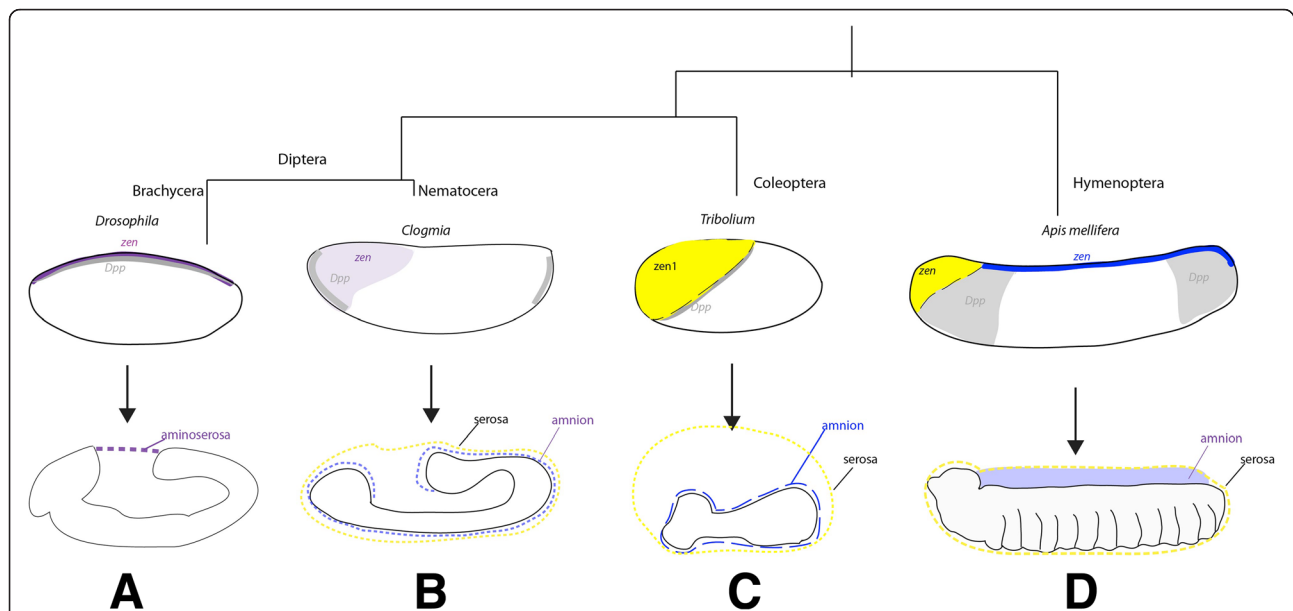 Diptera
Brachycera
Nematocera
Coleoptera
Hymenoptera
Drosophila
Clogmia
Tribolium
Apis mellifera
zen
Dpp
zen
Dpp
zen1
Dpp
zen
zen
Dpp
Dpp
aminoserosa
serosa
amnion
amnion
serosa
amnion
serosa
A
B
C
D